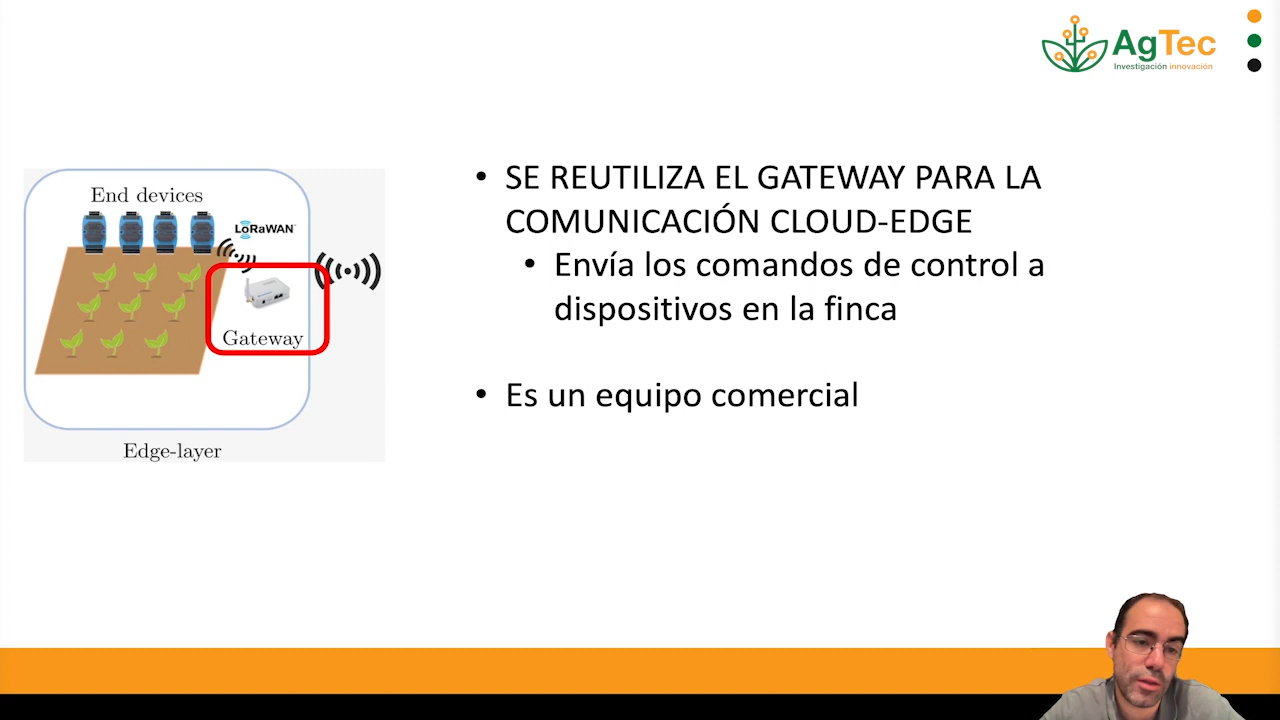 AgTec
Investigación innovación
End devices
LoRaWAN
Gateway
Edge-layer
• SE REUTILIZA EL GATEWAY PARA LA
COMUNICACIÓN CLOUD-EDGE
• Envía los comandos de control a
dispositivos en la finca
• Es un equipo comercial